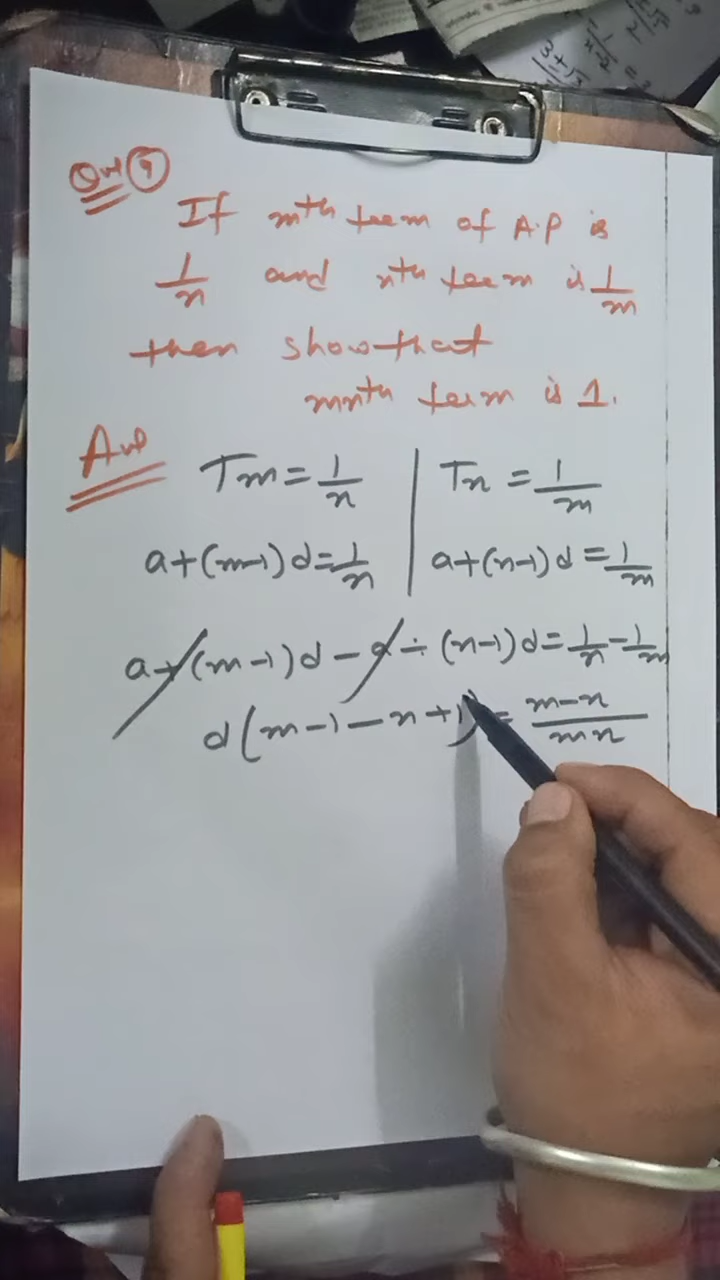 Que 9
If mth term of A.P is
1/n and nth term is 1/m
then show that
mnth term is 1.
Ans
Tm = 1/n | Tn = 1/m
a+(m-1)d = 1/n | a+(n-1)d = 1/m
a+(m-1)d - a - (n-1)d = 1/n - 1/m
d(m-1-n+1) = m-n/mn